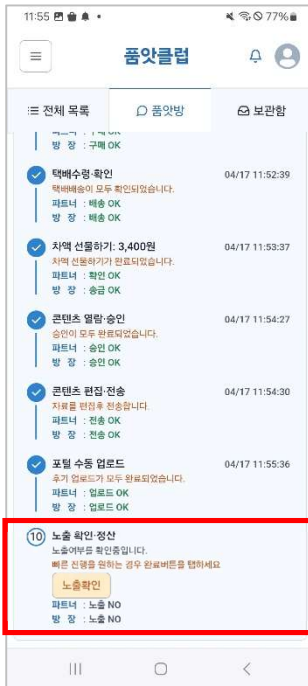 11:55
77%
품앗클럽
전체 목록
품앗방
보관함
방 장 : 구매 OK
택배수령·확인
04/17 11:52:39
택배배송이 모두 확인되었습니다.
파트너 : 배송 OK
방 장 : 배송 OK
차액 선물하기: 3,400원
04/17 11:53:37
차액 선물하기가 완료되었습니다.
파트너 : 확인 OK
방 장 : 송금 OK
콘텐츠 열람·승인
04/17 11:54:27
승인이 모두 완료되었습니다.
파트너 : 승인 OK
방 장 : 승인 OK
콘텐츠 편집·전송
04/17 11:54:30
자료를 편집후 전송합니다.
파트너 : 전송 OK
방 장 : 전송 OK
포털 수동 업로드
04/17 11:55:36
후기 업로드가 모두 완료되었습니다.
파트너 : 업로드 OK
방 장 : 업로드 OK
10 노출 확인·정산
노출여부를 확인중입니다.
빠른 진행을 원하는 경우 완료버튼을 탭하세요
노출확인
파트너 : 노출 NO
방 장 : 노출 NO